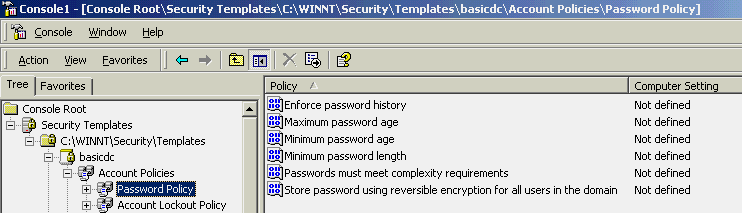 Console1 - [Console Root\Security Templates\C:\WINNT\Security\Templates\basicdc\Account Policies\Password Policy]
Console Window Help
Action View Favorites
Tree Favorites
Policy Computer Setting
Console Root
Security Templates
C:\WINNT\Security\Templates
basicdc
Account Policies
Password Policy
Account Lockout Policy
Enforce password history Not defined
Maximum password age Not defined
Minimum password age Not defined
Minimum password length Not defined
Passwords must meet complexity requirements Not defined
Store password using reversible encryption for all users in the domain Not defined